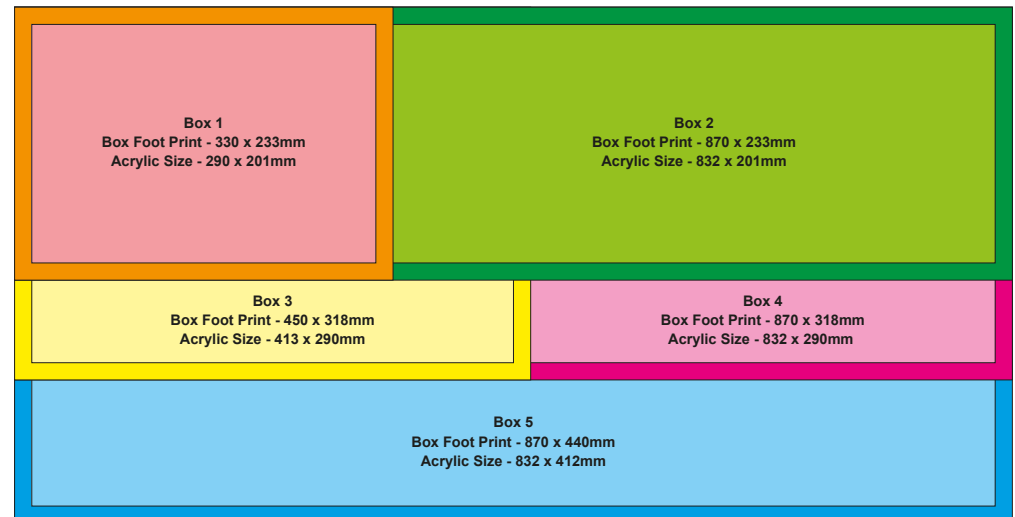 Box 1
Box Foot Print - 330 x 233mm
Acrylic Size - 290 x 201mm
Box 2
Box Foot Print - 870 x 233mm
Acrylic Size - 832 x 201mm
Box 3
Box Foot Print - 450 x 318mm
Acrylic Size - 413 x 290mm
Box 4
Box Foot Print - 870 x 318mm
Acrylic Size - 832 x 290mm
Box 5
Box Foot Print - 870 x 440mm
Acrylic Size - 832 x 412mm